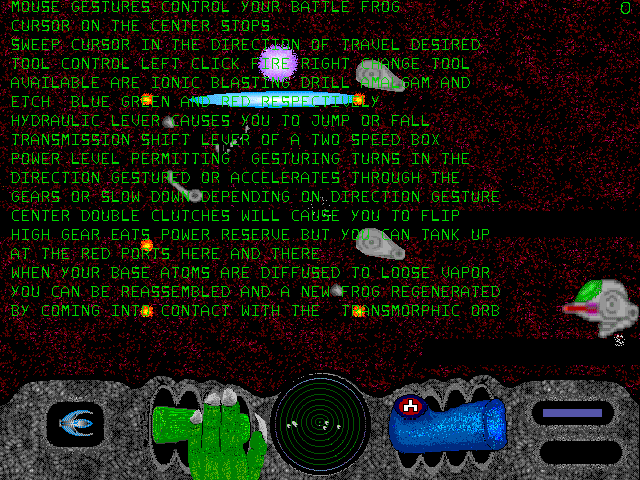 MOUSE GESTURES CONTROL YOUR BATTLE FROG
0
CURSOR ON THE CENTER STOPS
SWEEP CURSOR IN THE DIRECTION OF TRAVEL DESIRED
TOOL CONTROL LEFT CLICK FIRE RIGHT CHANGE TOOL
AVAILABLE ARE IONIC BLASTING DRILL AMALGAM AND
ETCH BLUE GREEN AND RED RESPECTIVELY
HYDRAULIC LEVER CAUSES YOU TO JUMP OR FALL
TRANSMISSION SHIFT LEVER OF A TWO SPEED BOX
POWER LEVEL PERMITTING GESTURING TURNS IN THE
DIRECTION GESTURED OR ACCELERATES THROUGH THE
GEARS OR SLOW DOWN DEPENDING ON DIRECTION GESTURE
CENTER DOUBLE CLUTCHES WILL CAUSE YOU TO FLIP
HIGH GEAR EATS POWER RESERVE BUT YOU CAN TANK UP
AT THE RED PORTS HERE AND THERE
WHEN YOUR BASE ATOMS ARE DIFFUSED TO LOOSE VAPOR
YOU CAN BE REASSEMBLED AND A NEW FROG REGENERATED
BY COMING INTO CONTACT WITH THE TRANSMORPHIC ORB